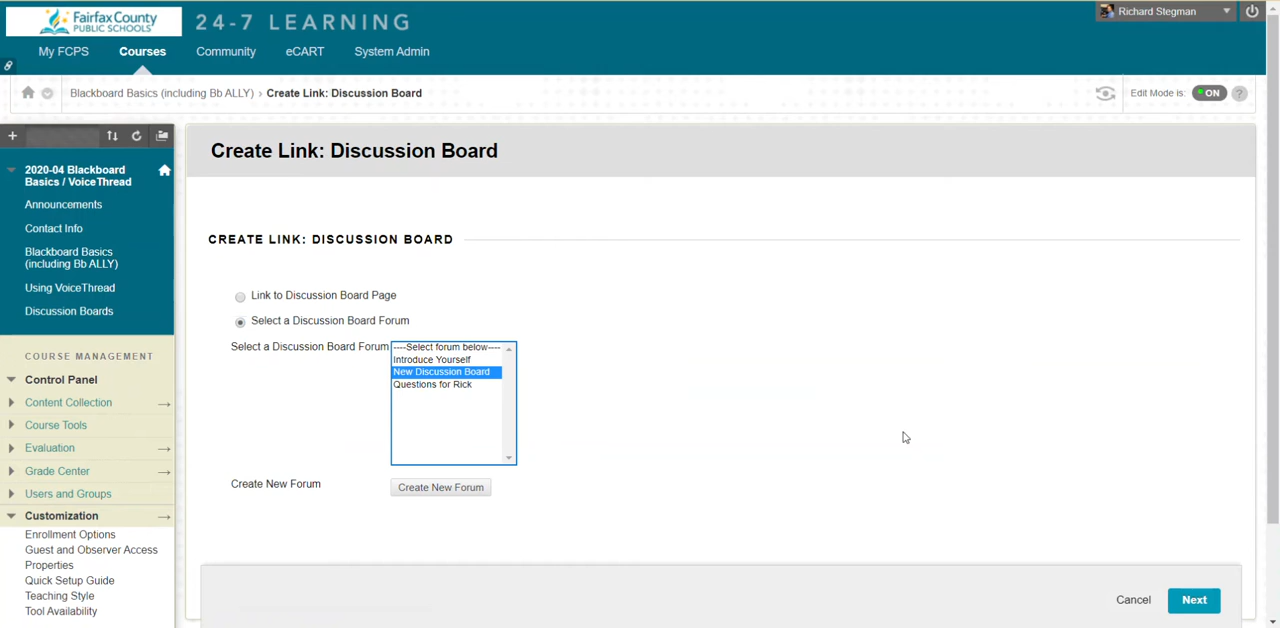 Fairfax County
PUBLIC SCHOOLS
24-7 LEARNING
Richard Stegman
My FCPS
Courses
Community
eCART
System Admin
Blackboard Basics (including Bb ALLY) › Create Link: Discussion Board
Edit Mode is:
ON
?
2020-04 Blackboard
Basics / VoiceThread
Announcements
Contact Info
Blackboard Basics
(including Bb ALLY)
Using VoiceThread
Discussion Boards
COURSE MANAGEMENT
Control Panel
Content Collection
Course Tools
Evaluation
Grade Center
Users and Groups
Customization
Enrollment Options
Guest and Observer Access
Properties
Quick Setup Guide
Teaching Style
Tool Availability
Create Link: Discussion Board
CREATE LINK: DISCUSSION BOARD
Link to Discussion Board Page
Select a Discussion Board Forum
Select a Discussion Board Forum
----Select forum below----
Introduce Yourself
New Discussion Board
Questions for Rick
Create New Forum
Create New Forum
Cancel
Next